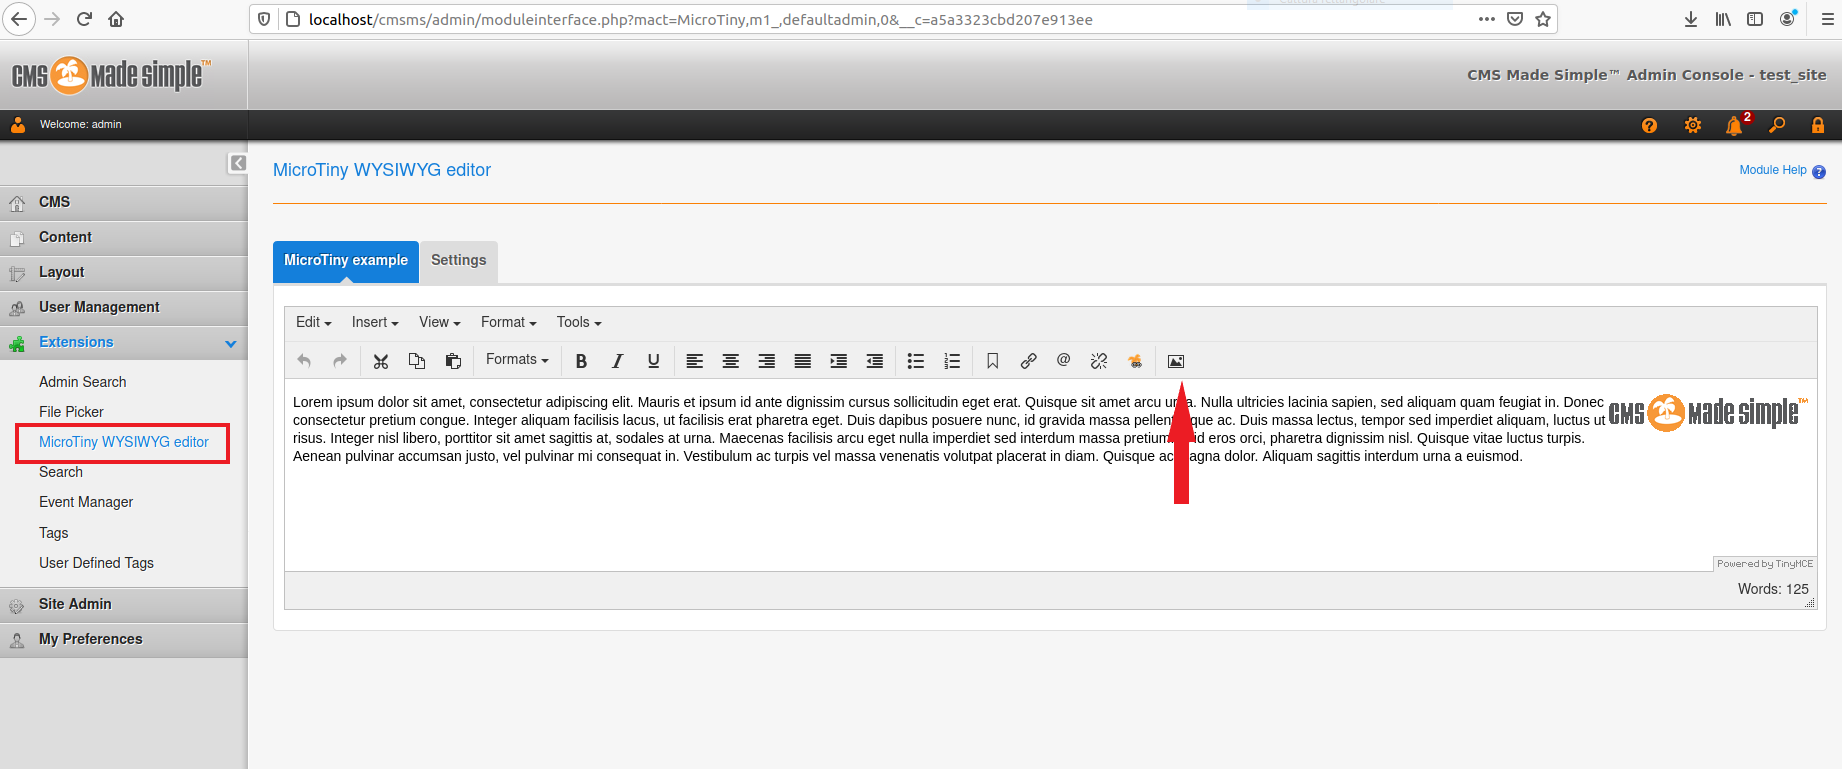 localhost/cmsms/admin/moduleinterface.php?mact=MicroTiny,m1_,defaultadmin,0&__c=a5a3323cbd207e913ee
CMS Made Simple™
CMS Made Simple™ Admin Console - test_site
Welcome: admin
2
MicroTiny WYSIWYG editor
Module Help ?
CMS
Content
Layout
User Management
Extensions
Admin Search
File Picker
MicroTiny WYSIWYG editor
Search
Event Manager
Tags
User Defined Tags
Site Admin
My Preferences
MicroTiny example Settings
Edit Insert View Format Tools
Formats B I U
Lorem ipsum dolor sit amet, consectetur adipiscing elit. Mauris et ipsum id ante dignissim cursus sollicitudin eget erat. Quisque sit amet arcu urna. Nulla ultricies lacinia sapien, sed aliquam quam feugiat in. Donec
consectetur pretium congue. Integer aliquam facilisis lacus, ut facilisis erat pharetra eget. Duis dapibus posuere nunc, id gravida massa pellentesque ac. Duis massa lectus, tempor sed imperdiet aliquam, luctus ut
risus. Integer nisl libero, porttitor sit amet sagittis at, sodales at urna. Maecenas facilisis arcu eget nulla imperdiet sed interdum massa pretium. id eros orci, pharetra dignissim nisl. Quisque vitae luctus turpis.
Aenean pulvinar accumsan justo, vel pulvinar mi consequat in. Vestibulum ac turpis vel massa venenatis volutpat placerat in diam. Quisque ac magna dolor. Aliquam sagittis interdum urna a euismod.
CMS Made Simple™
Powered by TinyMCE
Words: 125